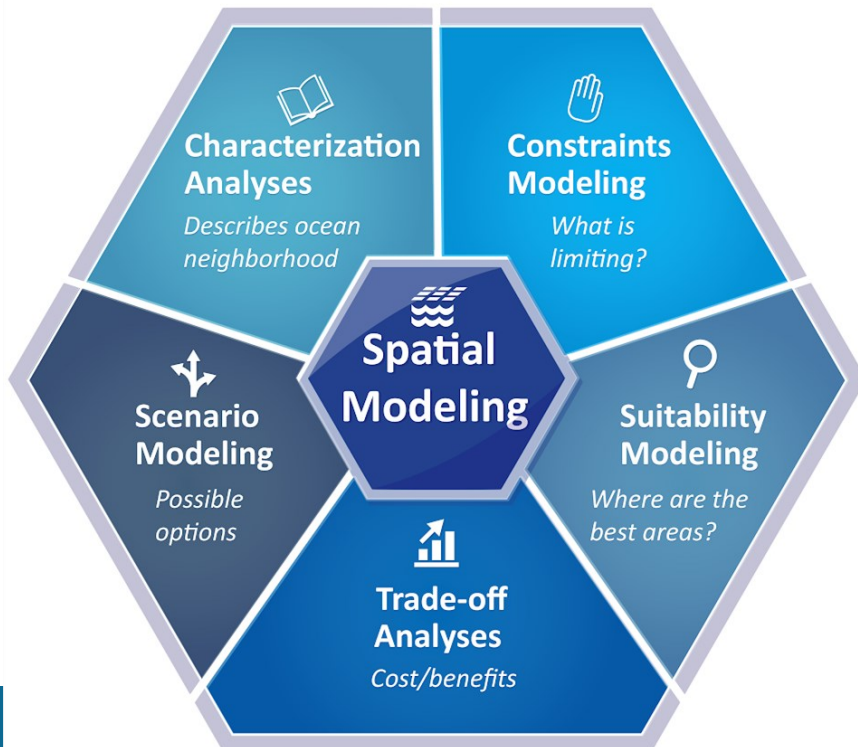 Characterization
Analyses
Describes ocean
neighborhood
Constraints
Modeling
What is
limiting?
Spatial
Modeling
Scenario
Modeling
Possible
options
Suitability
Modeling
Where are the
best areas?
Trade-off
Analyses
Cost/benefits